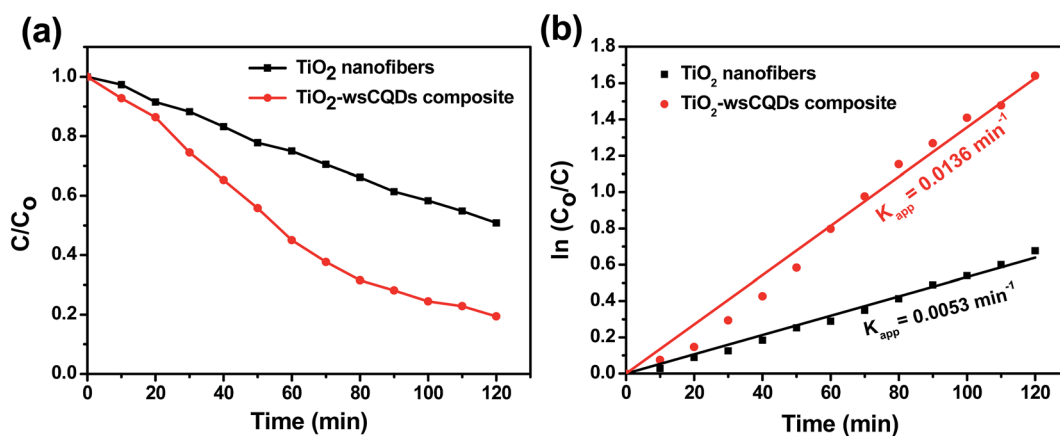 (a)
TiO2 nanofibers
TiO2-wsCQDs composite
1.0
0.8
0.6
0.4
0.2
0.0
C/Co
0
20
40
60
80
100
120
Time (min)
(b)
TiO2 nanofibers
TiO2-wsCQDs composite
1.8
1.6
1.4
1.2
1.0
0.8
0.6
0.4
0.2
0.0
ln (Co/C)
Kapp = 0.0136 min-1
Kapp = 0.0053 min-1
0
20
40
60
80
100
120
Time (min)